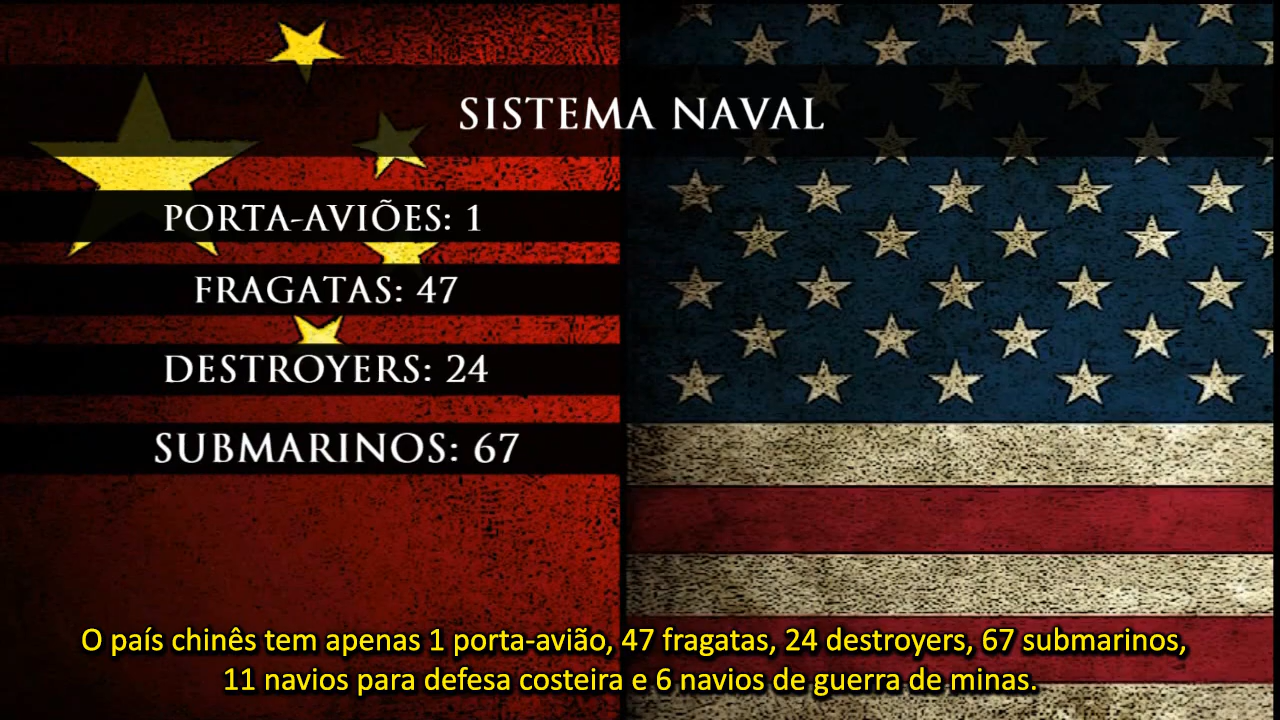 SISTEMA NAVAL
PORTA-AVIÕES: 1
FRAGATAS: 47
DESTROYERS: 24
SUBMARINOS: 67
O país chinês tem apenas 1 porta-avião, 47 fragatas, 24 destroyers, 67 submarinos,
11 navios para defesa costeira e 6 navios de guerra de minas.